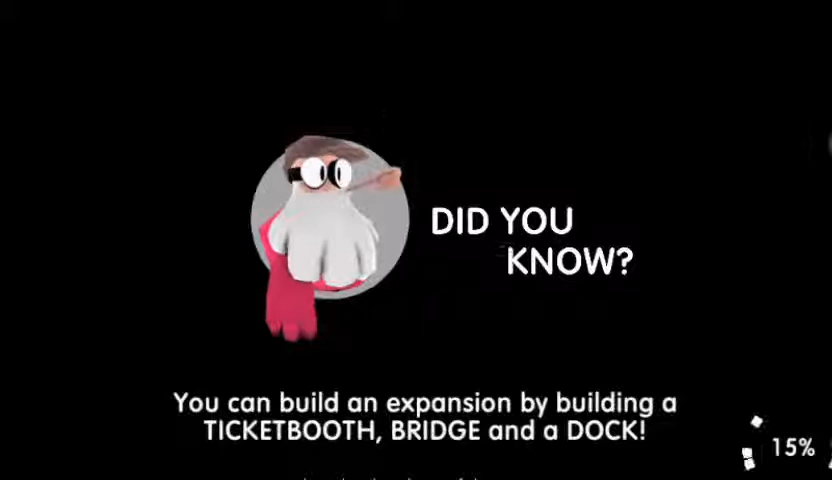 DID YOU
KNOW?
You can build an expansion by building a
TICKETBOOTH, BRIDGE and a DOCK!
15%